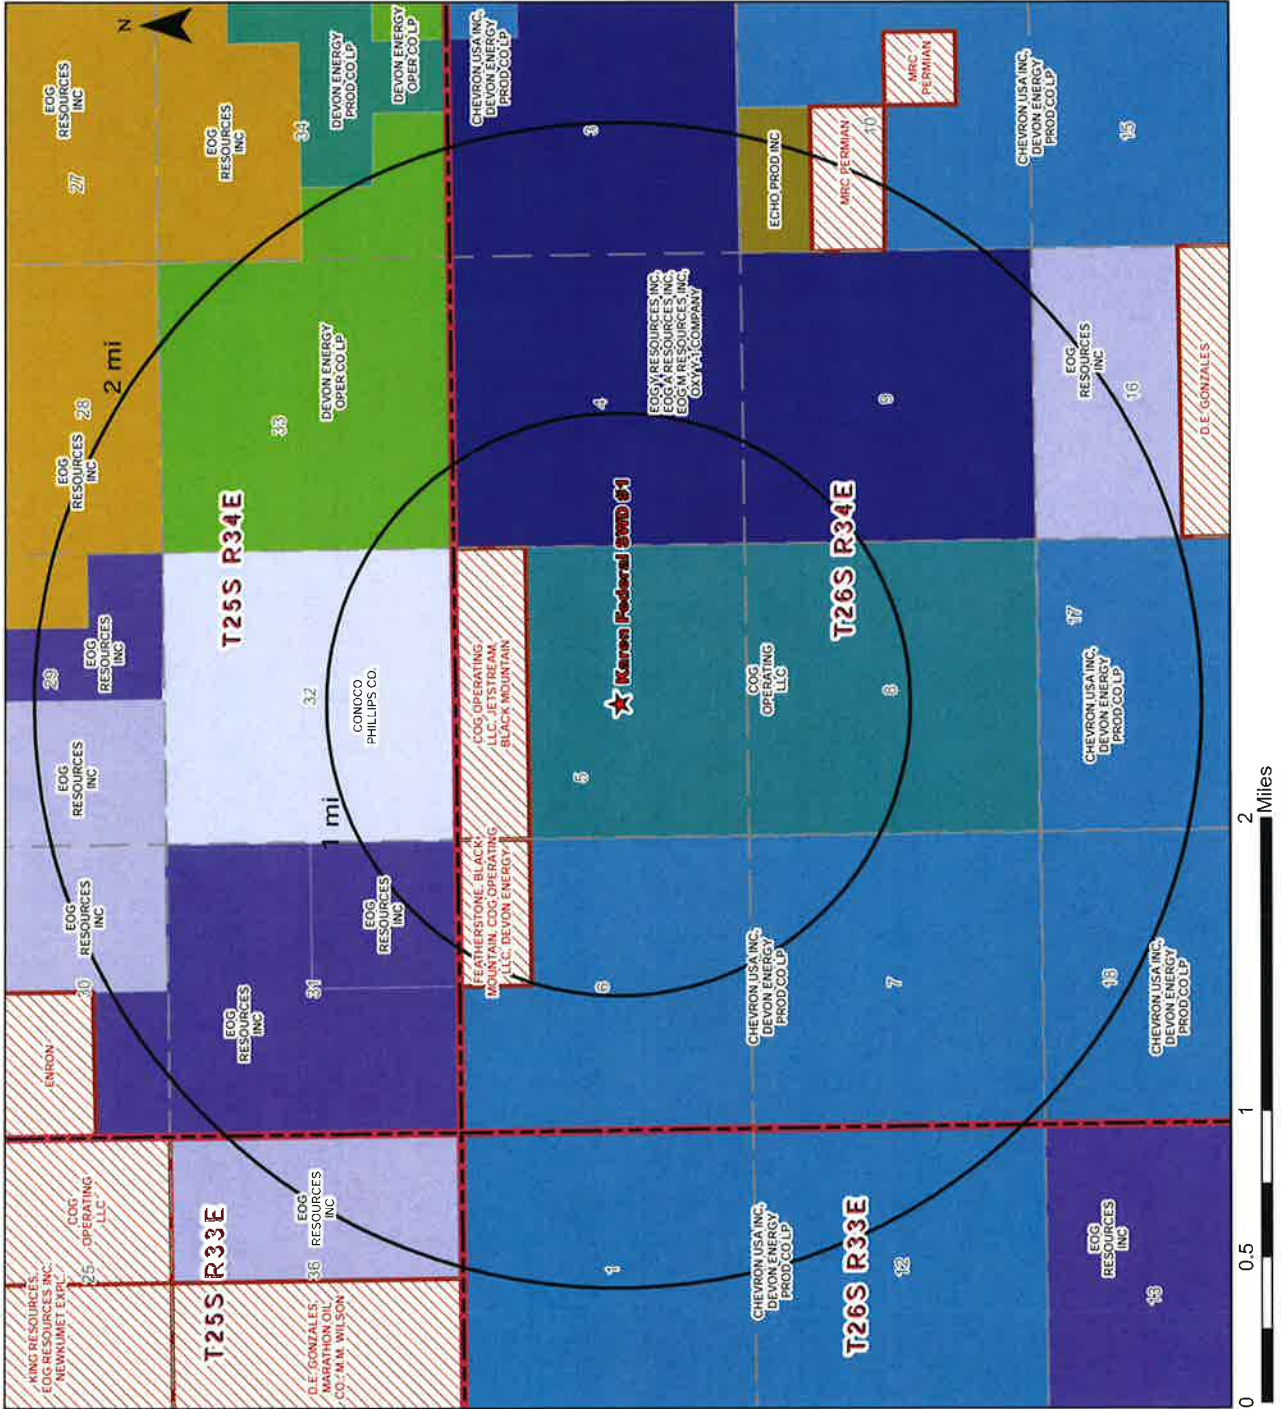 KING RESOURCES,
EOG RESOURCES INC,
NEWKUMET EXPL.
25
COG
OPERATING
LLC
ENRON
30
EOG
RESOURCES
INC
EOG
RESOURCES
INC
29
EOG
RESOURCES
INC
EOG
RESOURCES
INC
28
2 mi
27
EOG
RESOURCES
INC
N
T25S R33E
D.E. GONZALES,
MARATHON OIL
CO., M.M. WILSON
36
EOG
RESOURCES
INC
EOG
RESOURCES
INC
31
EOG
RESOURCES
INC
1 mi
T25S R34E
32
CONOCO
PHILLIPS CO.
33
DEVON ENERGY
OPER CO LP
EOG
RESOURCES
INC
34
DEVON ENERGY
PROD CO LP
DEVON ENERGY
OPER CO LP
FEATHERSTONE, BLACK
MOUNTAIN, COG OPERATING
LLC, DEVON ENERGY
COG OPERATING
LLC, JETSTREAM,
BLACK MOUNTAIN
CHEVRON USA INC,
DEVON ENERGY
PROD CO LP
1
6
5
Karen Federal SWD #1
4
3
EOG Y RESOURCES INC,
EOG A RESOURCES INC,
EOG M RESOURCES INC,
OXY Y-1 COMPANY
CHEVRON USA INC,
DEVON ENERGY
PROD CO LP
CHEVRON USA INC,
DEVON ENERGY
PROD CO LP
COG
OPERATING
LLC
ECHO PROD INC
MRC PERMIAN
10
MRC
PERMIAN
T26S R33E
12
7
8
T26S R34E
9
EOG
RESOURCES
INC
13
18
CHEVRON USA INC,
DEVON ENERGY
PROD CO LP
17
CHEVRON USA INC,
DEVON ENERGY
PROD CO LP
EOG
RESOURCES
INC
16
D.E. GONZALES
CHEVRON USA INC,
DEVON ENERGY
PROD CO LP
15
0 0.5 1 2
Miles